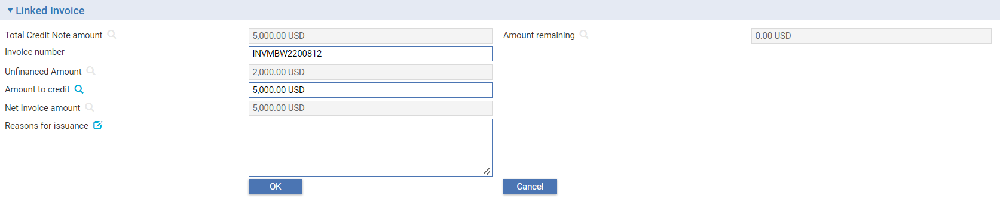 Linked Invoice
Total Credit Note amount 5,000.00 USD Amount remaining 0.00 USD
Invoice number INVMBW2200812
Unfinanced Amount 2,000.00 USD
Amount to credit 5,000.00 USD
Net Invoice amount 5,000.00 USD
Reasons for issuance
OK Cancel